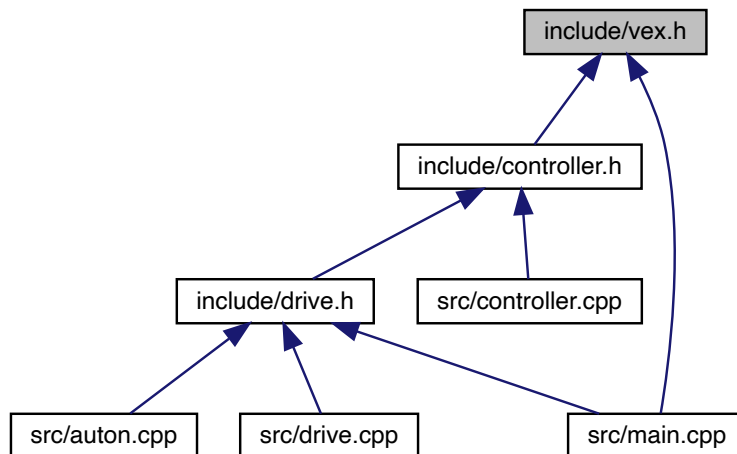 include/vex.h
include/controller.h
include/drive.h
src/controller.cpp
src/auton.cpp
src/drive.cpp
src/main.cpp